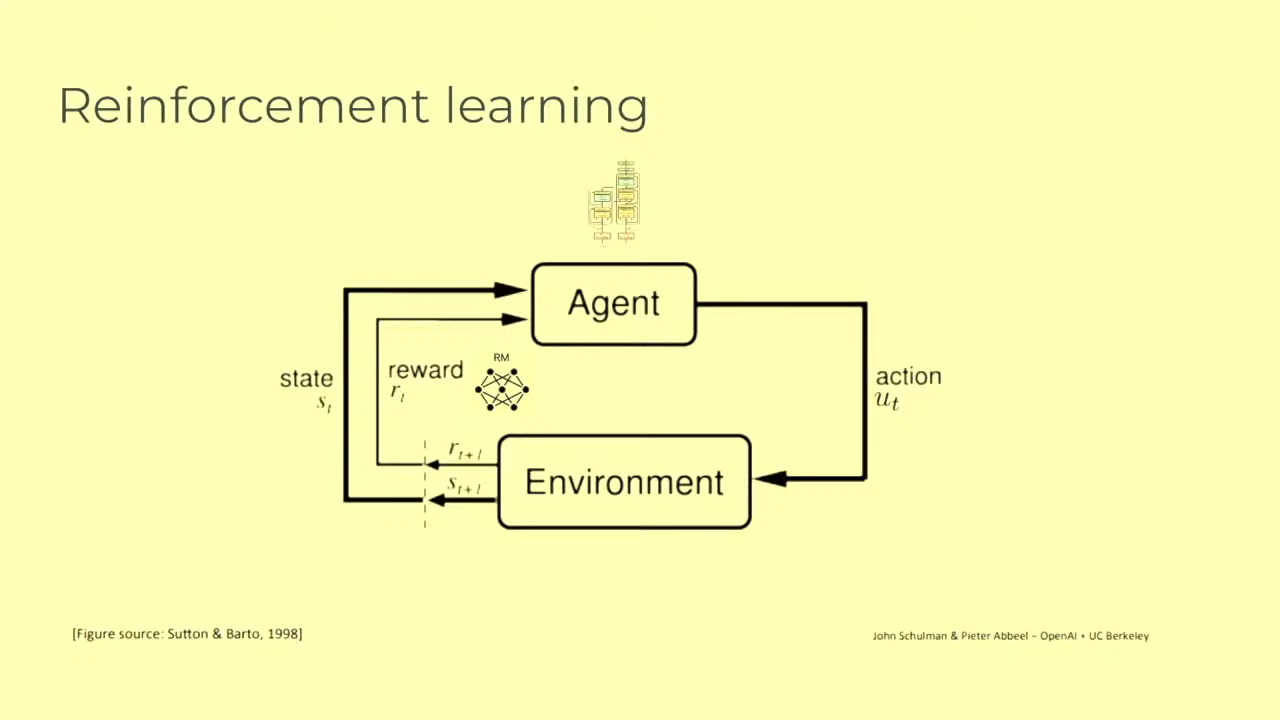 Reinforcement learning
Agent
RM
reward
r_t
state
s_t
action
u_t
r_{t+1}
s_{t+1}
Environment
[Figure source: Sutton & Barto, 1998]
John Schulman & Pieter Abbeel – OpenAI + UC Berkeley